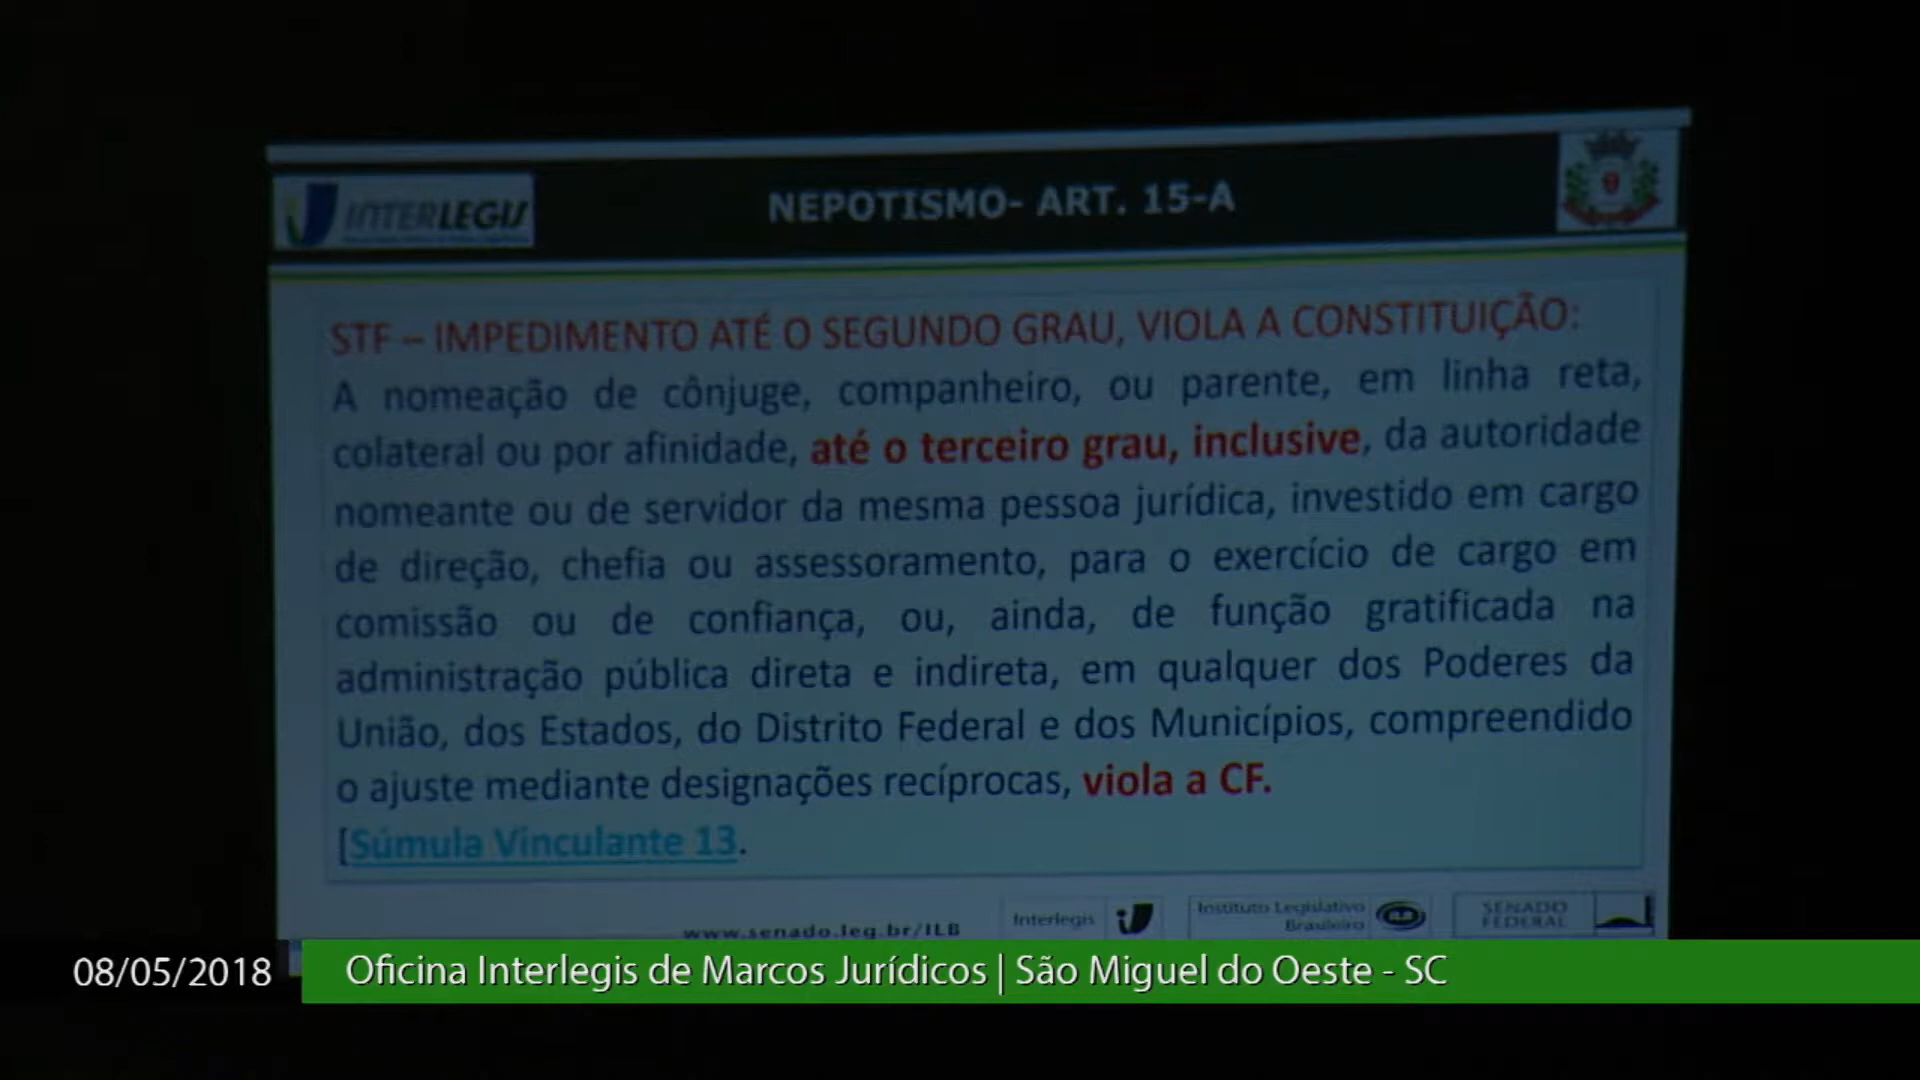 INTERLEGIS
NEPOTISMO- ART. 15-A
STF – IMPEDIMENTO ATÉ O SEGUNDO GRAU, VIOLA A CONSTITUIÇÃO:
A nomeação de cônjuge, companheiro, ou parente, em linha reta,
colateral ou por afinidade, até o terceiro grau, inclusive, da autoridade
nomeante ou de servidor da mesma pessoa jurídica, investido em cargo
de direção, chefia ou assessoramento, para o exercício de cargo em
comissão ou de confiança, ou, ainda, de função gratificada na
administração pública direta e indireta, em qualquer dos Poderes da
União, dos Estados, do Distrito Federal e dos Municípios, compreendido
o ajuste mediante designações recíprocas, viola a CF.
[Súmula Vinculante 13.
www.senado.leg.br/ILB
Interlegis
Instituto Legislativo
Brasileiro
SENADO
FEDERAL
08/05/2018
Oficina Interlegis de Marcos Jurídicos | São Miguel do Oeste - SC